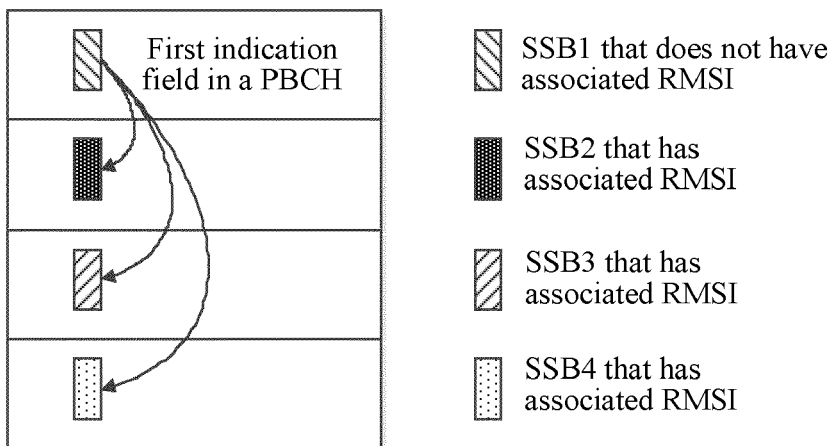 First indication
field in a PBCH
SSB1 that does not have
associated RMSI
SSB2 that has
associated RMSI
SSB3 that has
associated RMSI
SSB4 that has
associated RMSI